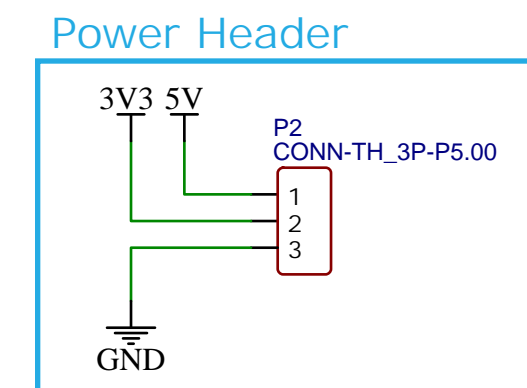 Power Header
3V3 5V
P2
CONN-TH_3P-P5.00
1
2
3
GND